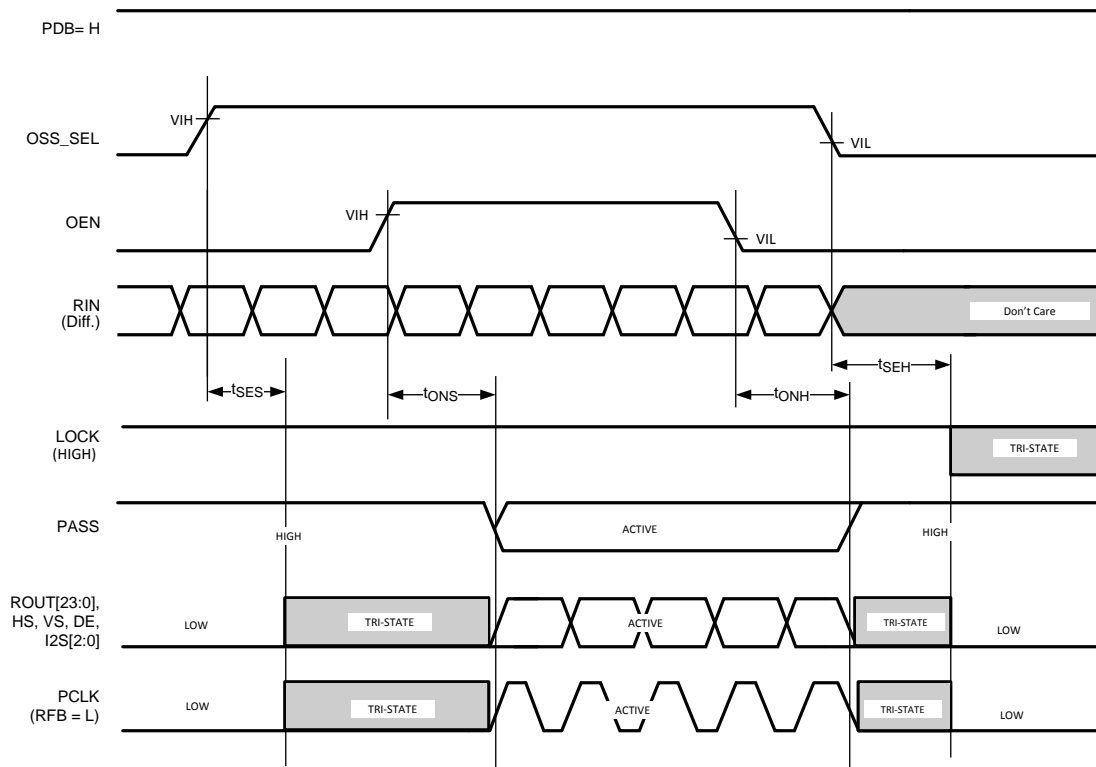 PDB= H
VIH
OSS_SEL
VIL
VIH
OEN
VIL
RIN
(Diff.)
Don't Care
tSES
tONS
tONH
tSEH
LOCK
(HIGH)
TRI-STATE
PASS
HIGH
ACTIVE
HIGH
ROUT[23:0],
HS, VS, DE,
I2S[2:0]
LOW
TRI-STATE
ACTIVE
TRI-STATE
LOW
PCLK
(RFB = L)
LOW
TRI-STATE
ACTIVE
TRI-STATE
LOW